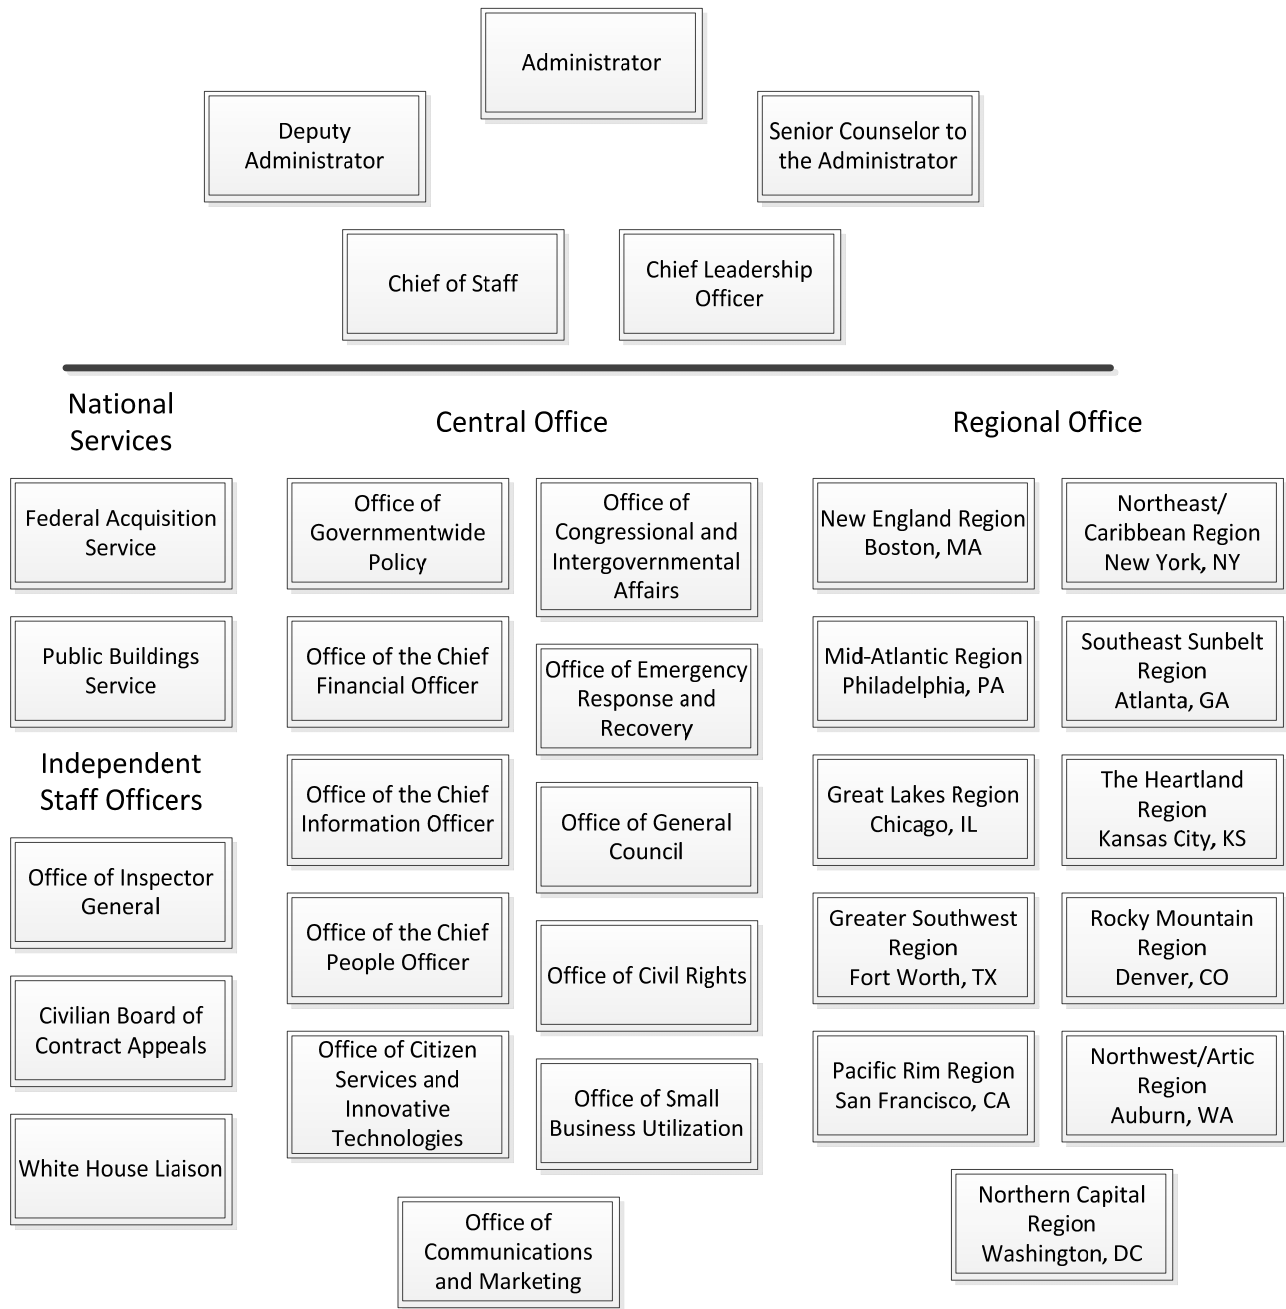 Administrator
Deputy
Administrator
Senior Counselor to
the Administrator
Chief of Staff
Chief Leadership
Officer
National
Services
Federal Acquisition
Service
Public Buildings
Service
Independent
Staff Officers
Office of Inspector
General
Civilian Board of
Contract Appeals
White House Liaison
Central Office
Office of
Governmentwide
Policy
Office of the Chief
Financial Officer
Office of the Chief
Information Officer
Office of the Chief
People Officer
Office of Citizen
Services and
Innovative
Technologies
Office of
Congressional and
Intergovernmental
Affairs
Office of Emergency
Response and
Recovery
Office of General
Council
Office of Civil Rights
Office of Small
Business Utilization
Office of
Communications
and Marketing
Regional Office
New England Region
Boston, MA
Northeast/
Caribbean Region
New York, NY
Mid-Atlantic Region
Philadelphia, PA
Southeast Sunbelt
Region
Atlanta, GA
Great Lakes Region
Chicago, IL
The Heartland
Region
Kansas City, KS
Greater Southwest
Region
Fort Worth, TX
Rocky Mountain
Region
Denver, CO
Pacific Rim Region
San Francisco, CA
Northwest/Artic
Region
Auburn, WA
Northern Capital
Region
Washington, DC